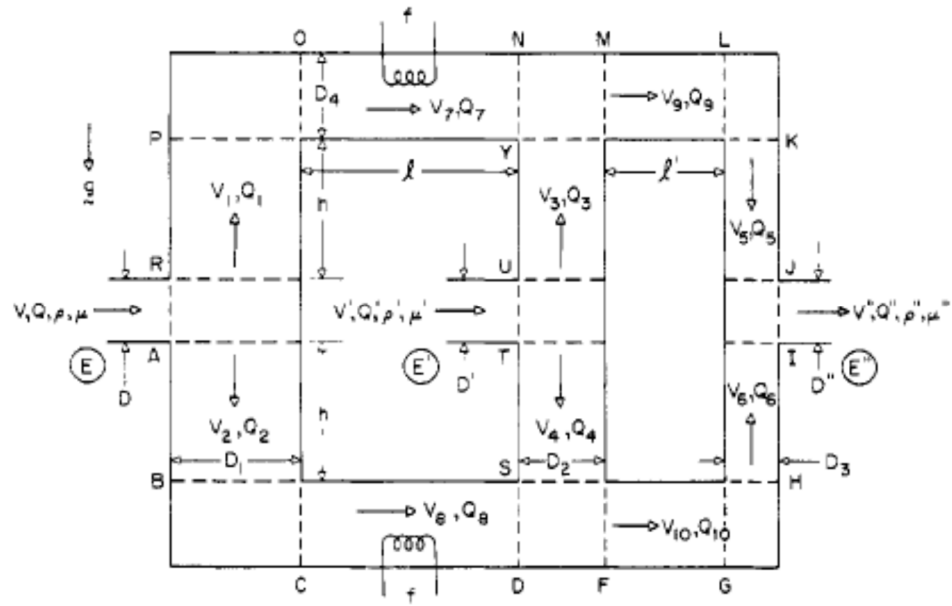 f
O N M L
D₄ V₇,Q₇ V₉,Q₉
P Y K
g ℓ ℓ'
V₁,Q₁ h V₃,Q₃ V₅,Q₅
R U J
V,Q,ρ,μ V',Q',ρ',μ' V",Q",ρ",μ"
E A E' T I E"
D D' D"
V₂,Q₂ h V₄,Q₄ V₆,Q₆
B D₁ S D₂ H D₃
V₈,Q₈ V₁₀,Q₁₀
C f D F G